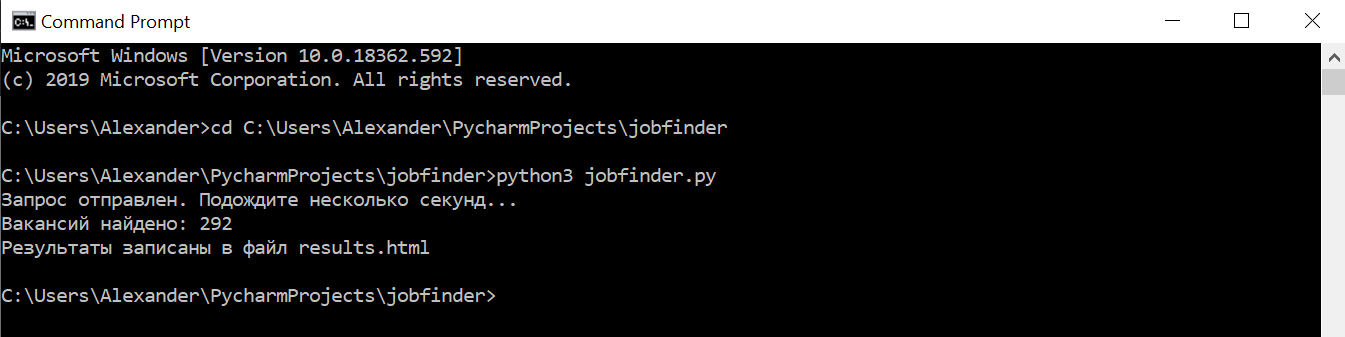 Command Prompt
Microsoft Windows [Version 10.0.18362.592]
(c) 2019 Microsoft Corporation. All rights reserved.
C:\Users\Alexander>cd C:\Users\Alexander\PycharmProjects\jobfinder
C:\Users\Alexander\PycharmProjects\jobfinder>python3 jobfinder.py
Запрос отправлен. Подождите несколько секунд...
Вакансий найдено: 292
Результаты записаны в файл results.html
C:\Users\Alexander\PycharmProjects\jobfinder>